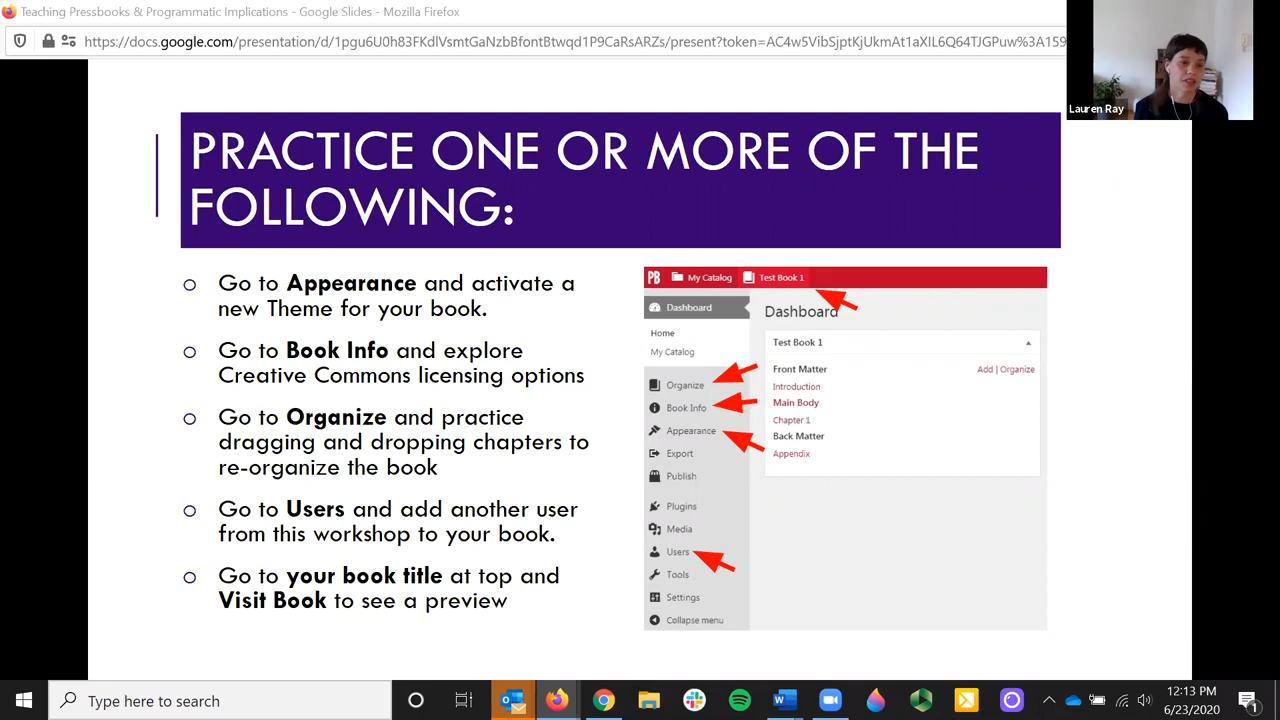 Teaching Pressbooks & Programmatic Implications - Google Slides - Mozilla Firefox
https://docs.google.com/presentation/d/1pgu6U0h83FKdlVsmtGaNzbBfontBtwqd1P9CaRsARZs/present?token=AC4w5VibSjptKjUkmAt1aXIL6Q64TJGPuw%3A159
Lauren Ray
PRACTICE ONE OR MORE OF THE
FOLLOWING:
Go to Appearance and activate a
new Theme for your book.
Go to Book Info and explore
Creative Commons licensing options
Go to Organize and practice
dragging and dropping chapters to
re-organize the book
Go to Users and add another user
from this workshop to your book.
Go to your book title at top and
Visit Book to see a preview
PB My Catalog Test Book 1
Dashboard
Home
My Catalog
Organize
Book Info
Appearance
Export
Publish
Plugins
Media
Users
Tools
Settings
Collapse menu
Dashboard
Test Book 1
Front Matter Add | Organize
Introduction
Main Body
Chapter 1
Back Matter
Appendix
Type here to search
12:13 PM
6/23/2020
1